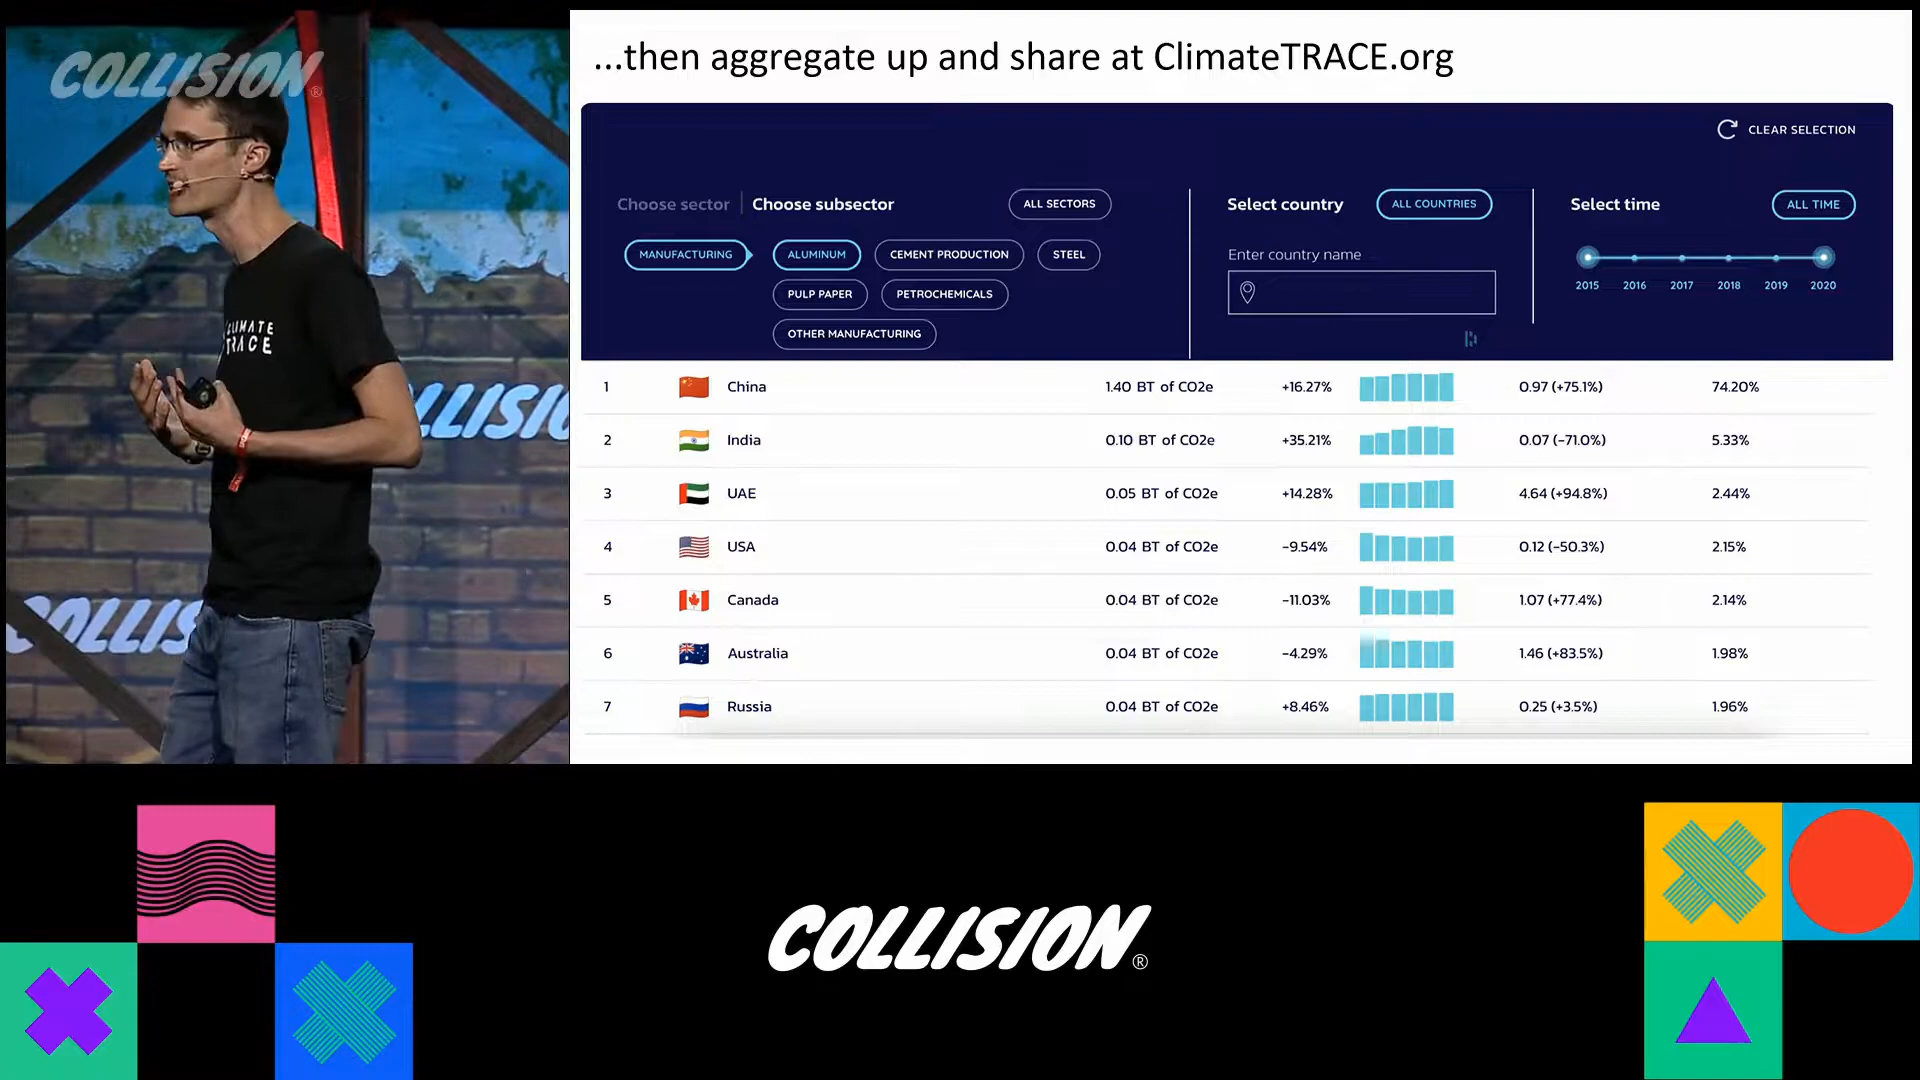 COLLISION®
CLIMATE
TRACE
LLISIO
OLLIS
...then aggregate up and share at ClimateTRACE.org
CLEAR SELECTION
Choose sector | Choose subsector
ALL SECTORS
Select country
ALL COUNTRIES
Select time
ALL TIME
MANUFACTURING
ALUMINUM
CEMENT PRODUCTION
STEEL
PULP PAPER
PETROCHEMICALS
OTHER MANUFACTURING
Enter country name
2015 2016 2017 2018 2019 2020
1 China 1.40 BT of CO2e +16.27% 0.97 (+75.1%) 74.20%
2 India 0.10 BT of CO2e +35.21% 0.07 (-71.0%) 5.33%
3 UAE 0.05 BT of CO2e +14.28% 4.64 (+94.8%) 2.44%
4 USA 0.04 BT of CO2e -9.54% 0.12 (-50.3%) 2.15%
5 Canada 0.04 BT of CO2e -11.03% 1.07 (+77.4%) 2.14%
6 Australia 0.04 BT of CO2e -4.29% 1.46 (+83.5%) 1.98%
7 Russia 0.04 BT of CO2e +8.46% 0.25 (+3.5%) 1.96%
COLLISION®